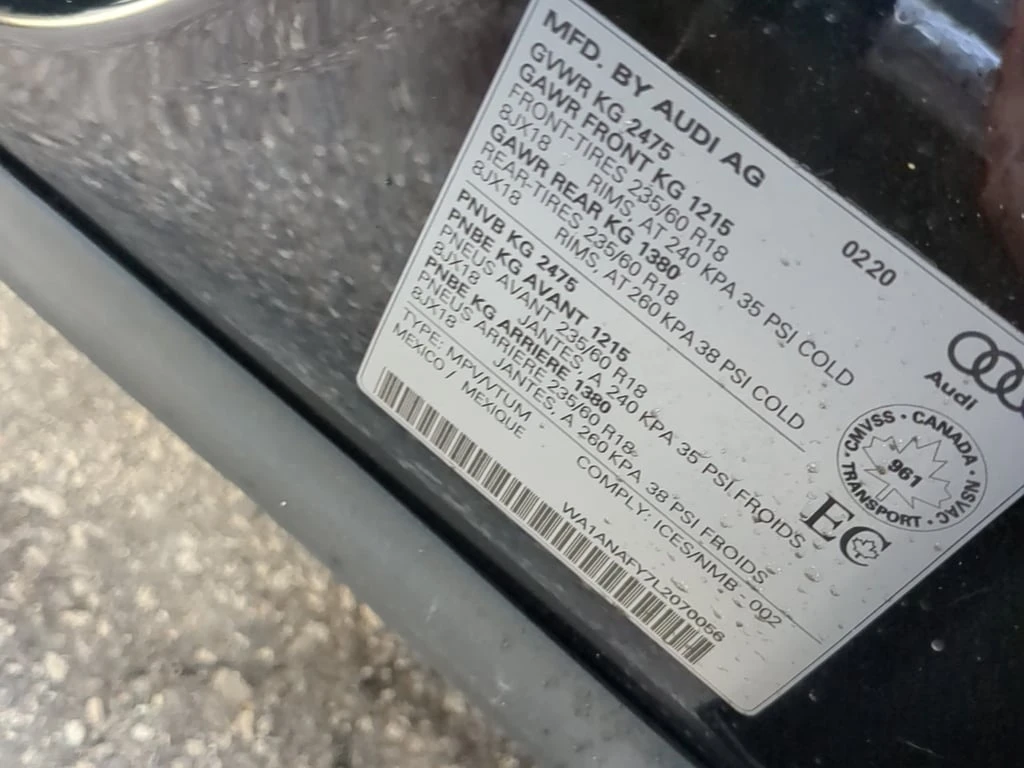 MFD. BY AUDI AG 0220
GVWR KG 2475
GAWR FRONT KG 1215
FRONT-TIRES 235/60 R18
8JX18 RIMS, AT 240 KPA 35 PSI COLD
GAWR REAR KG 1380
REAR-TIRES 235/60 R18
8JX18 RIMS, AT 260 KPA 38 PSI COLD
PNVB KG 2475
PNBE KG AVANT 1215
PNEUS AVANT 235/60 R18
8JX18 JANTES, A 240 KPA 35 PSI FROIDS
PNBE KG ARRIERE 1380
PNEUS ARRIERE 235/60 R18
8JX18 JANTES, A 260 KPA 38 PSI FROIDS
TYPE: MPV/VTUM COMPLY: ICES/NMB - 002
MEXICO / MEXIQUE
WA1ANAFY7L2070056
Audi
CMVSS · CANADA · NSVAC · TRANSPORT ·
961
EC